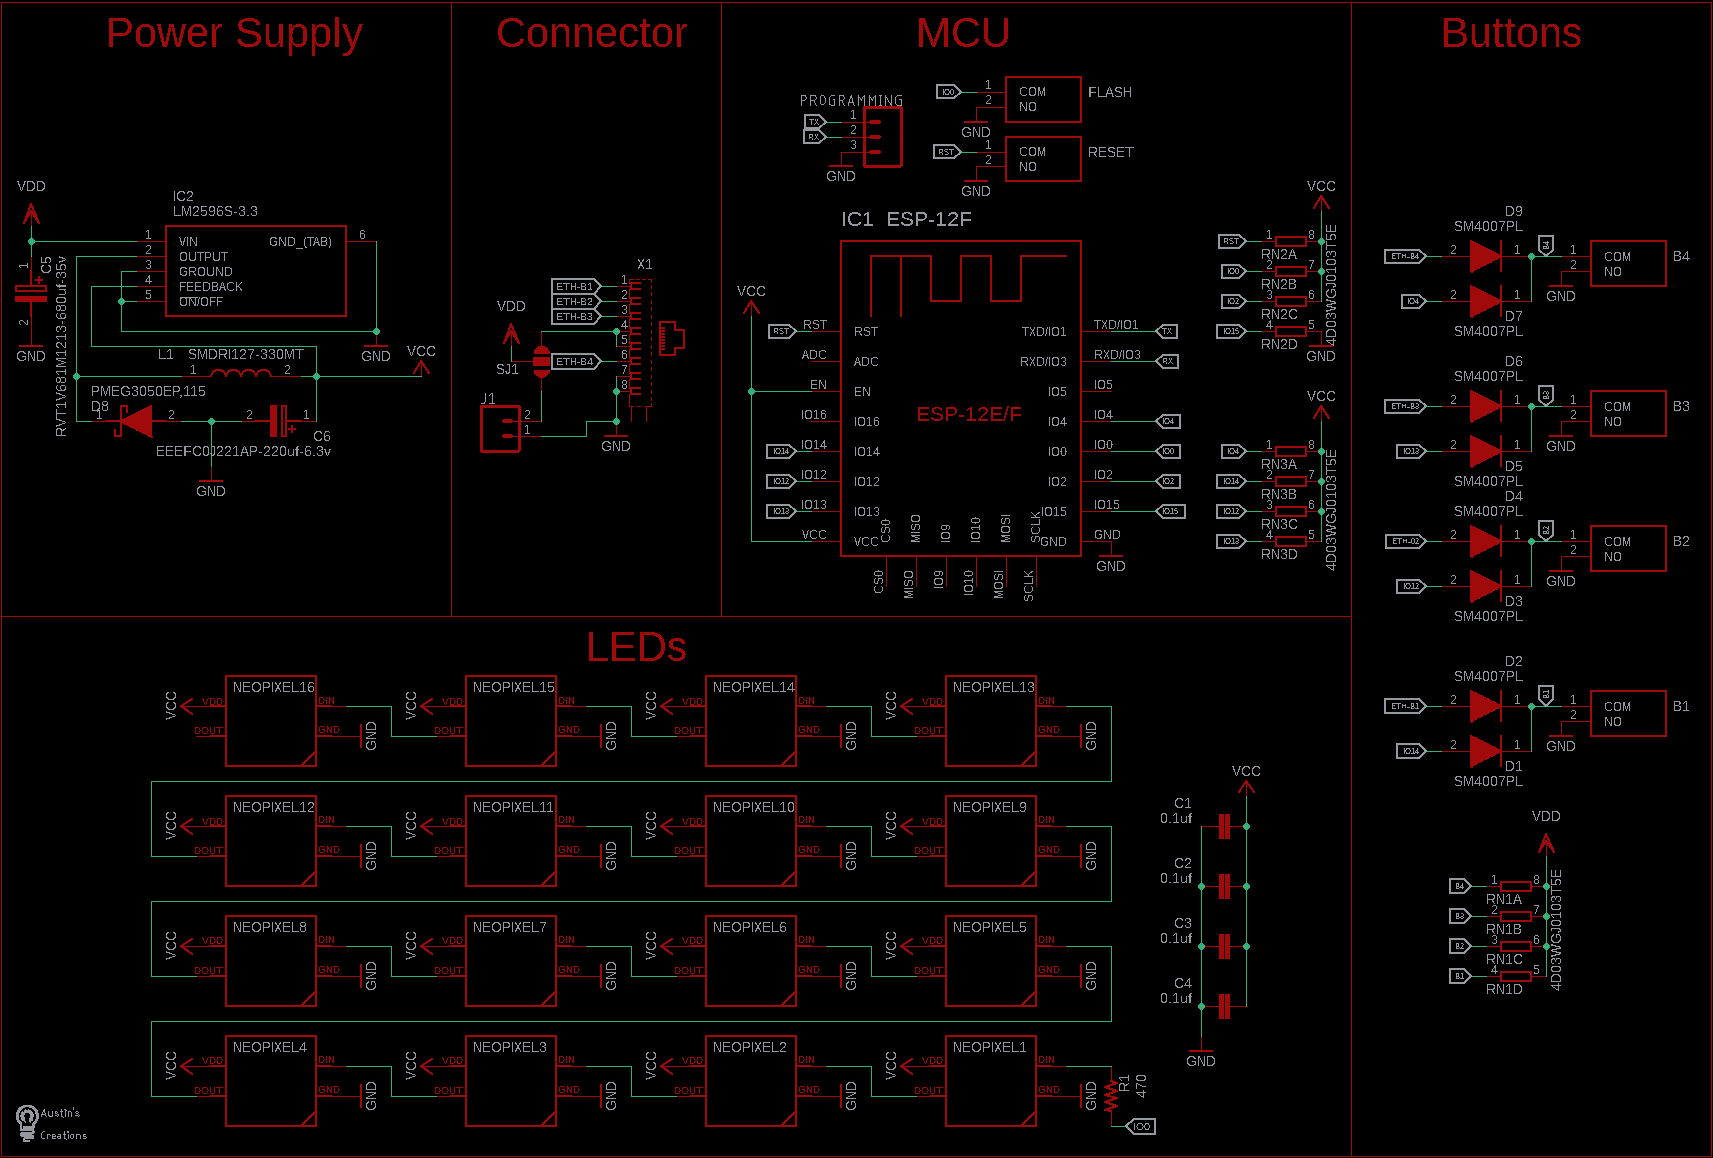 Power Supply
VDD
IC2
LM2596S-3.3
1 VIN
2 OUTPUT
3 GROUND
4 FEEDBACK
5 ON/OFF
GND_(TAB) 6
C5
1
2
RVT1V681M1213-680uf-35v
GND
GND
VCC
L1 SMDRI127-330MT
1 2
PMEG3050EP,115
D8
1 2
2 1
C6
EEEFC0J221AP-220uf-6.3v
GND
Connector
X1
ETH-B1 1
ETH-B2 2
ETH-B3 3
4
5
ETH-B4 6
7
8
VDD
SJ1
J1
2
1
GND
MCU
PROGRAMMING
TX 1
RX 2
3
GND
IO0 1 COM FLASH
2 NO
GND
RST 1 COM RESET
2 NO
GND
IC1 ESP-12F
VCC
RST RST RST
ADC ADC
EN EN
IO16 IO16
IO14 IO14 IO14
IO12 IO12 IO12
IO13 IO13 IO13
VCC VCC
ESP-12E/F
TXD/IO1 TXD/IO1 TX
RXD/IO3 RXD/IO3 RX
IO5 IO5
IO4 IO4 IO4
IO0 IO0 IO0
IO2 IO2 IO2
IO15 IO15 IO15
GND GND
GND
CS0 MISO IO9 IO10 MOSI SCLK
CS0 MISO IO9 IO10 MOSI SCLK
VCC
RST 1 8
RN2A
IO0 2 7
RN2B
IO2 3 6
RN2C
IO15 4 5
RN2D
4D03WGJ0103T5E
GND
VCC
IO4 1 8
RN3A
IO14 2 7
RN3B
IO12 3 6
RN3C
IO13 4 5
RN3D
4D03WGJ0103T5E
Buttons
D9
SM4007PL
ETH-B4 2 1 B4 1 COM B4
2 NO
GND
IO4 2 1
D7
SM4007PL
D6
SM4007PL
ETH-B3 2 1 B3 1 COM B3
2 NO
GND
IO13 2 1
D5
SM4007PL
D4
SM4007PL
ETH-02 2 1 B2 1 COM B2
2 NO
GND
IO12 2 1
D3
SM4007PL
D2
SM4007PL
ETH-B1 2 1 B1 1 COM B1
2 NO
GND
IO14 2 1
D1
SM4007PL
VDD
B4 1 8
RN1A
B3 2 7
RN1B
B2 3 6
RN1C
B1 4 5
RN1D
4D03WGJ0103T5E
LEDs
VCC VDD NEOPIXEL16 DIN VCC VDD NEOPIXEL15 DIN VCC VDD NEOPIXEL14 DIN VCC VDD NEOPIXEL13 DIN
DOUT GND GND DOUT GND GND DOUT GND GND DOUT GND GND
VCC VDD NEOPIXEL12 DIN VCC VDD NEOPIXEL11 DIN VCC VDD NEOPIXEL10 DIN VCC VDD NEOPIXEL9 DIN
DOUT GND GND DOUT GND GND DOUT GND GND DOUT GND GND
VCC VDD NEOPIXEL8 DIN VCC VDD NEOPIXEL7 DIN VCC VDD NEOPIXEL6 DIN VCC VDD NEOPIXEL5 DIN
DOUT GND GND DOUT GND GND DOUT GND GND DOUT GND GND
VCC VDD NEOPIXEL4 DIN VCC VDD NEOPIXEL3 DIN VCC VDD NEOPIXEL2 DIN VCC VDD NEOPIXEL1 DIN
DOUT GND GND DOUT GND GND DOUT GND GND DOUT GND GND
R1
470
IO0
VCC
C1
0.1uf
C2
0.1uf
C3
0.1uf
C4
0.1uf
GND
Austin's
Creations